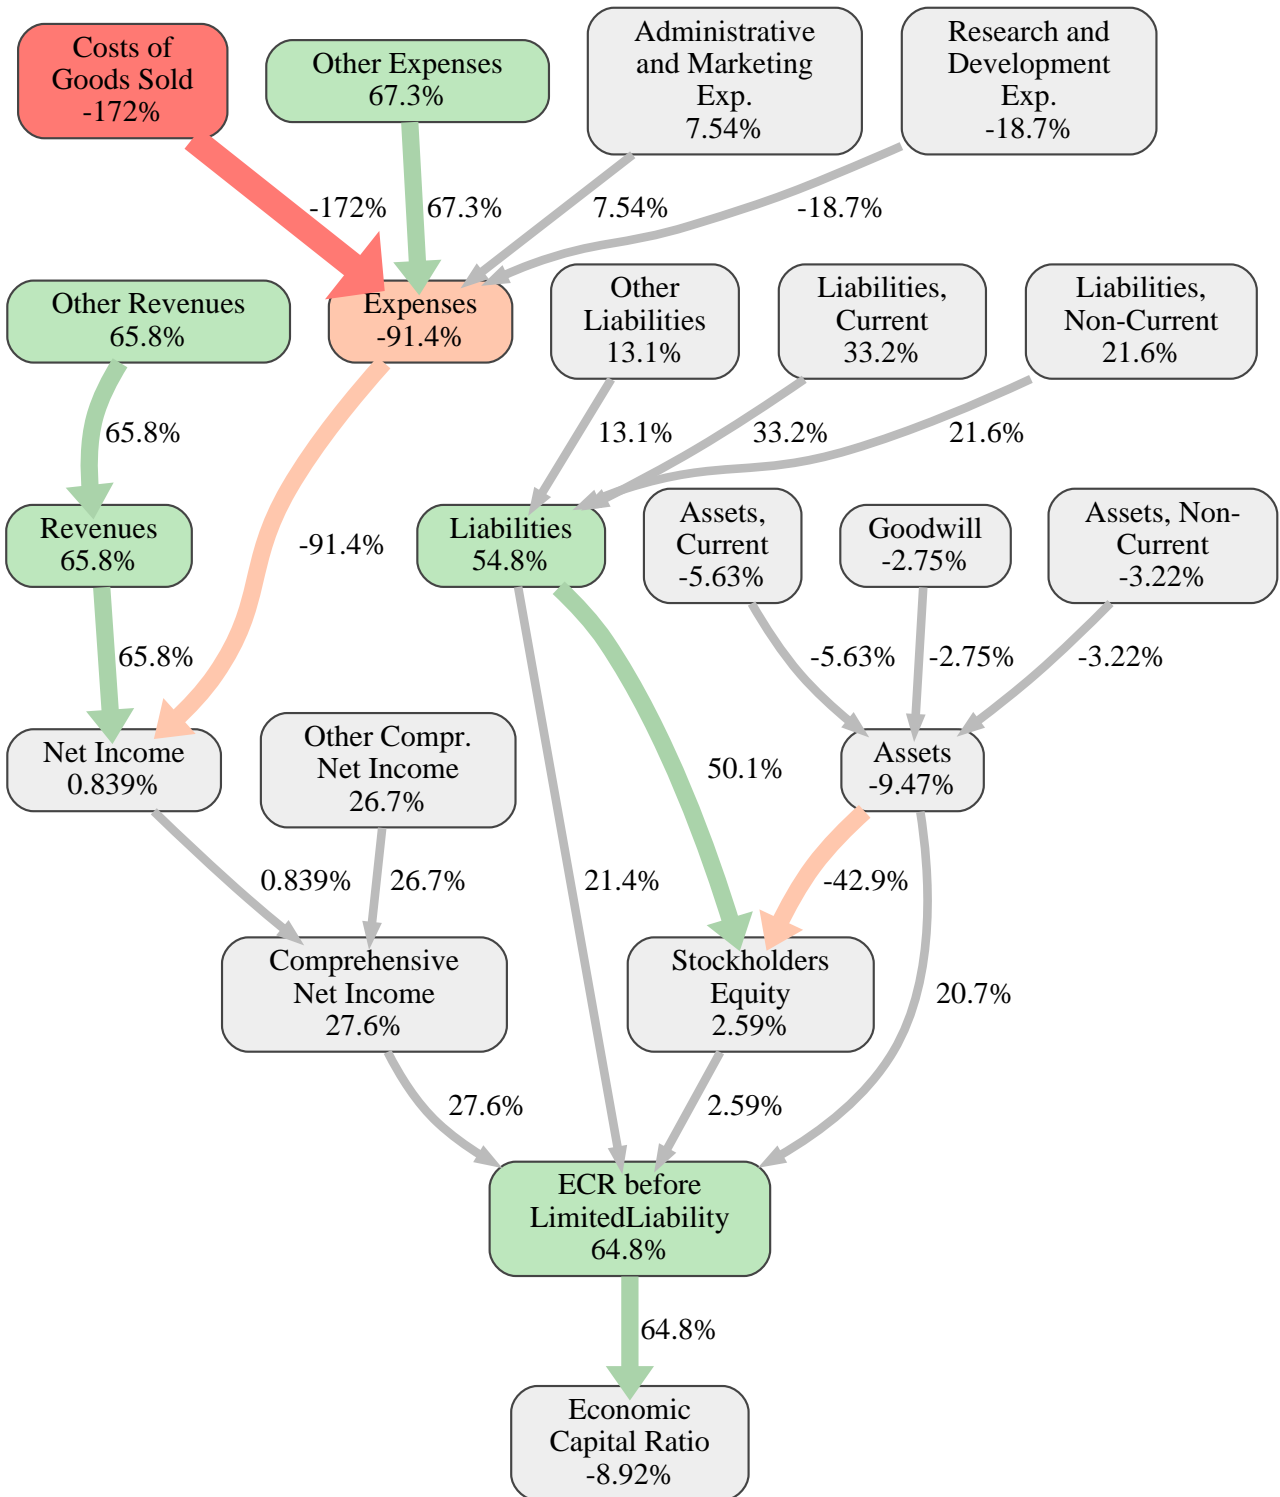 Costs of
Goods Sold
-172%
Other Expenses
67.3%
Administrative
and Marketing
Exp.
7.54%
Research and
Development
Exp.
-18.7%
-172%
67.3%
7.54%
-18.7%
Other Revenues
65.8%
Expenses
-91.4%
Other
Liabilities
13.1%
Liabilities,
Current
33.2%
Liabilities,
Non-Current
21.6%
65.8%
13.1%
33.2%
21.6%
Revenues
65.8%
-91.4%
Liabilities
54.8%
Assets,
Current
-5.63%
Goodwill
-2.75%
Assets, Non-
Current
-3.22%
65.8%
-5.63%
-2.75%
-3.22%
Net Income
0.839%
Other Compr.
Net Income
26.7%
50.1%
Assets
-9.47%
0.839%
26.7%
21.4%
-42.9%
Comprehensive
Net Income
27.6%
Stockholders
Equity
2.59%
20.7%
27.6%
2.59%
ECR before
LimitedLiability
64.8%
64.8%
Economic
Capital Ratio
-8.92%